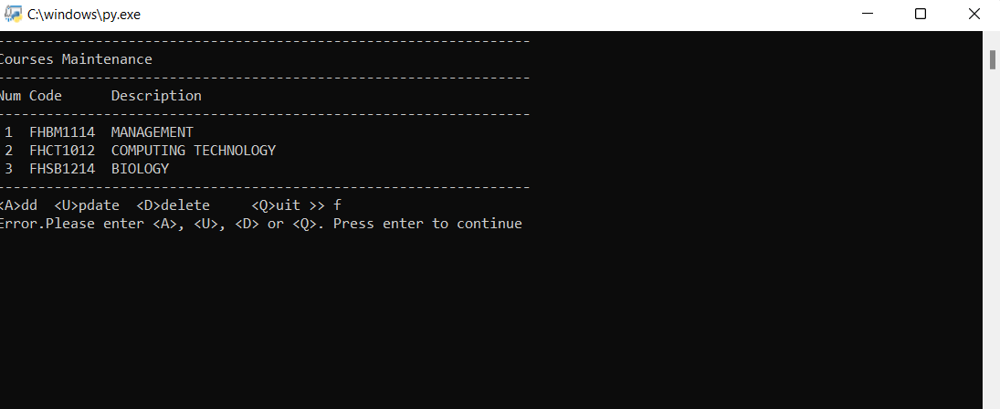 C:\windows\py.exe
-----------------------------------------------------------------
Courses Maintenance
-----------------------------------------------------------------
Num Code      Description
-----------------------------------------------------------------
 1  FHBM1114  MANAGEMENT
 2  FHCT1012  COMPUTING TECHNOLOGY
 3  FHSB1214  BIOLOGY
-----------------------------------------------------------------
<A>dd  <U>pdate  <D>delete     <Q>uit >> f
Error.Please enter <A>, <U>, <D> or <Q>. Press enter to continue